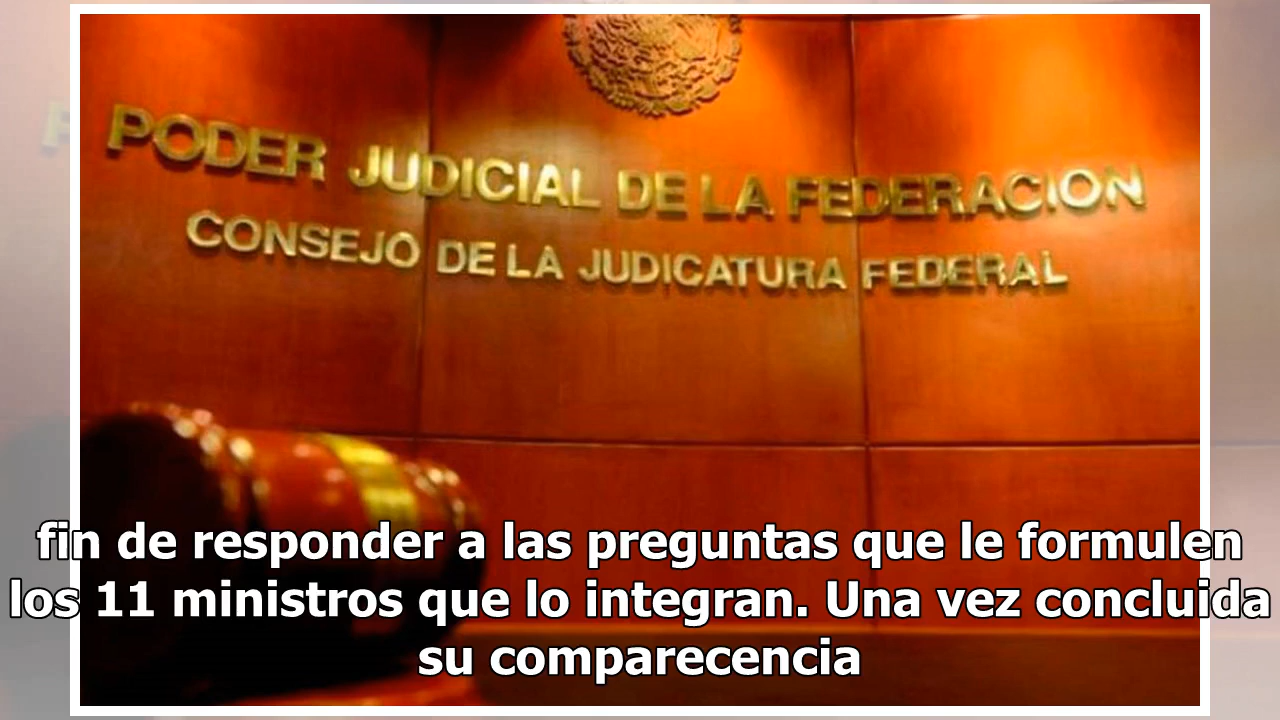 PODER JUDICIAL DE LA FEDERACION
CONSEJO DE LA JUDICATURA FEDERAL
fin de responder a las preguntas que le formulen
los 11 ministros que lo integran. Una vez concluida
su comparecencia